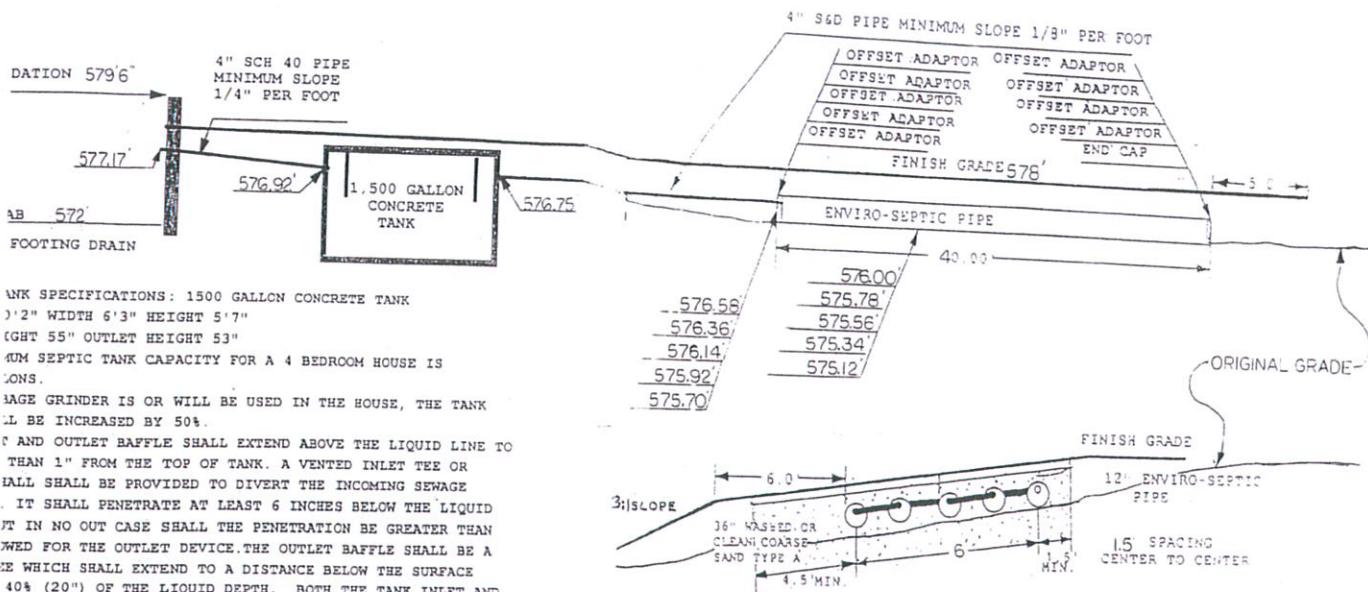 DATION 579'6"
4" SCH 40 PIPE
MINIMUM SLOPE
1/4" PER FOOT
4" S&D PIPE MINIMUM SLOPE 1/8" PER FOOT
OFFSET ADAPTOR
OFFSET ADAPTOR
OFFSET ADAPTOR
OFFSET ADAPTOR
OFFSET ADAPTOR
OFFSET ADAPTOR
OFFSET ADAPTOR
OFFSET ADAPTOR
OFFSET ADAPTOR
END CAP
FINISH GRADE 578'
577.17'
576.92'
1,500 GALLON
CONCRETE
TANK
576.75
5.0
AB 572'
FOOTING DRAIN
ENVIRO-SEPTIC PIPE
40.00
576.58'
576.36'
576.14'
575.92'
575.70'
576.00'
575.78'
575.56'
575.34'
575.12'
ORIGINAL GRADE
ANK SPECIFICATIONS: 1500 GALLON CONCRETE TANK
0'2" WIDTH 6'3" HEIGHT 5'7"
IGHT 55" OUTLET HEIGHT 53"
MUM SEPTIC TANK CAPACITY FOR A 4 BEDROOM HOUSE IS
LONS.
BAGE GRINDER IS OR WILL BE USED IN THE HOUSE, THE TANK
LL BE INCREASED BY 50%.
T AND OUTLET BAFFLE SHALL EXTEND ABOVE THE LIQUID LINE TO
THAN 1" FROM THE TOP OF TANK. A VENTED INLET TEE OR
HALL SHALL BE PROVIDED TO DIVERT THE INCOMING SEWAGE
. IT SHALL PENETRATE AT LEAST 6 INCHES BELOW THE LIQUID
UT IN NO OUT CASE SHALL THE PENETRATION BE GREATER THAN
OWED FOR THE OUTLET DEVICE.THE OUTLET BAFFLE SHALL BE A
EE WHICH SHALL EXTEND TO A DISTANCE BELOW THE SURFACE
40% (20") OF THE LIQUID DEPTH. BOTH THE TANK INLET AND
FINISH GRADE
6.0
3:1 SLOPE
12" ENVIRO-SEPTIC
PIPE
36" WASHED OR
CLEAN COARSE
SAND TYPE A
6'
4.5' MIN.
1.5'
MIN.
1.5' SPACING
CENTER TO CENTER